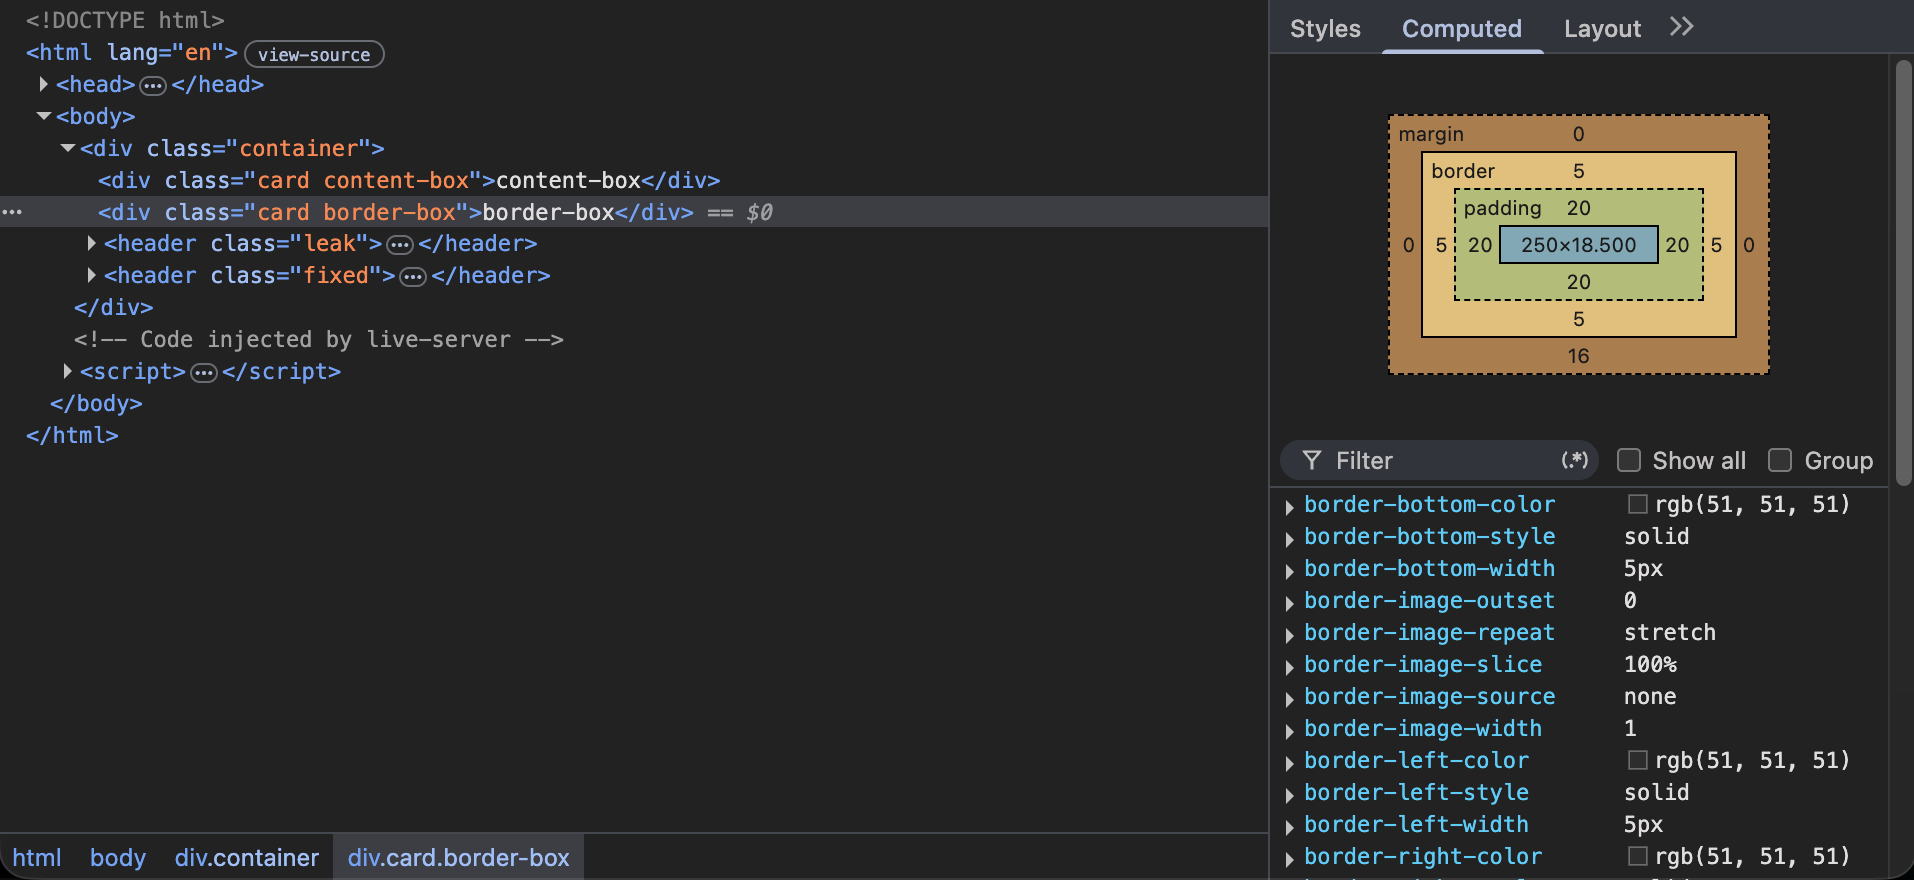 <!DOCTYPE html>
<html lang="en"> view-source
<head> ••• </head>
<body>
<div class="container">
<div class="card content-box">content-box</div>
••• <div class="card border-box">border-box</div> == $0
<header class="leak"> ••• </header>
<header class="fixed"> ••• </header>
</div>
<!-- Code injected by live-server -->
<script> ••• </script>
</body>
</html>
html body div.container div.card.border-box
Styles Computed Layout >>
margin 0
border 5
padding 20
0 5 20 250×18.500 20 5 0
20
5
16
Filter (.*) Show all Group
border-bottom-color rgb(51, 51, 51)
border-bottom-style solid
border-bottom-width 5px
border-image-outset 0
border-image-repeat stretch
border-image-slice 100%
border-image-source none
border-image-width 1
border-left-color rgb(51, 51, 51)
border-left-style solid
border-left-width 5px
border-right-color rgb(51, 51, 51)